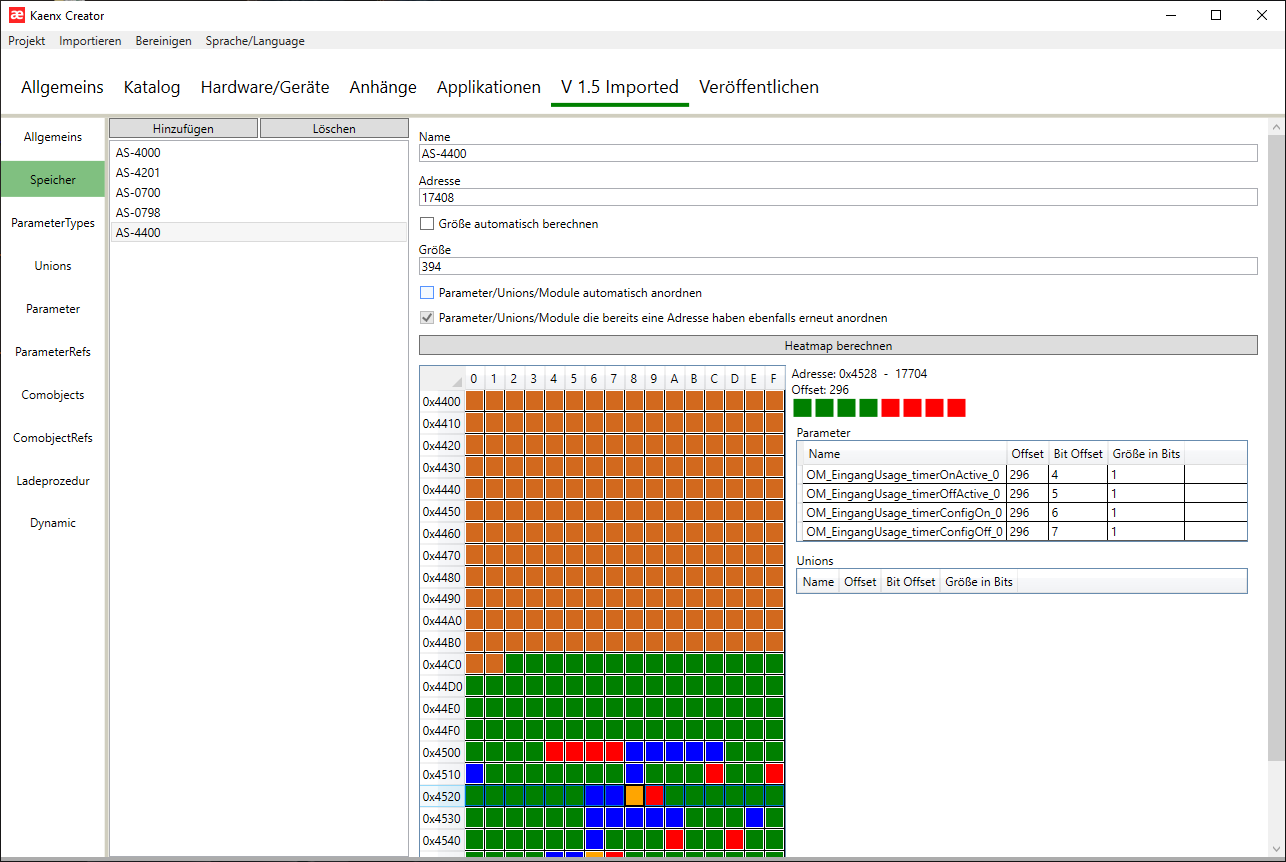 æ Kaenx Creator
Projekt Importieren Bereinigen Sprache/Language
Allgemeins Katalog Hardware/Geräte Anhänge Applikationen V 1.5 Imported Veröffentlichen
Allgemeins
Speicher
ParameterTypes
Unions
Parameter
ParameterRefs
Comobjects
ComobjectRefs
Ladeprozedur
Dynamic
Hinzufügen Löschen
AS-4000
AS-4201
AS-0700
AS-0798
AS-4400
Name
AS-4400
Adresse
17408
Größe automatisch berechnen
Größe
394
Parameter/Unions/Module automatisch anordnen
Parameter/Unions/Module die bereits eine Adresse haben ebenfalls erneut anordnen
Heatmap berechnen
0 1 2 3 4 5 6 7 8 9 A B C D E F
0x4400
0x4410
0x4420
0x4430
0x4440
0x4450
0x4460
0x4470
0x4480
0x4490
0x44A0
0x44B0
0x44C0
0x44D0
0x44E0
0x44F0
0x4500
0x4510
0x4520
0x4530
0x4540
Adresse: 0x4528 - 17704
Offset: 296
Parameter
Name Offset Bit Offset Größe in Bits
OM_EingangUsage_timerOnActive_0 296 4 1
OM_EingangUsage_timerOffActive_0 296 5 1
OM_EingangUsage_timerConfigOn_0 296 6 1
OM_EingangUsage_timerConfigOff_0 296 7 1
Unions
Name Offset Bit Offset Größe in Bits